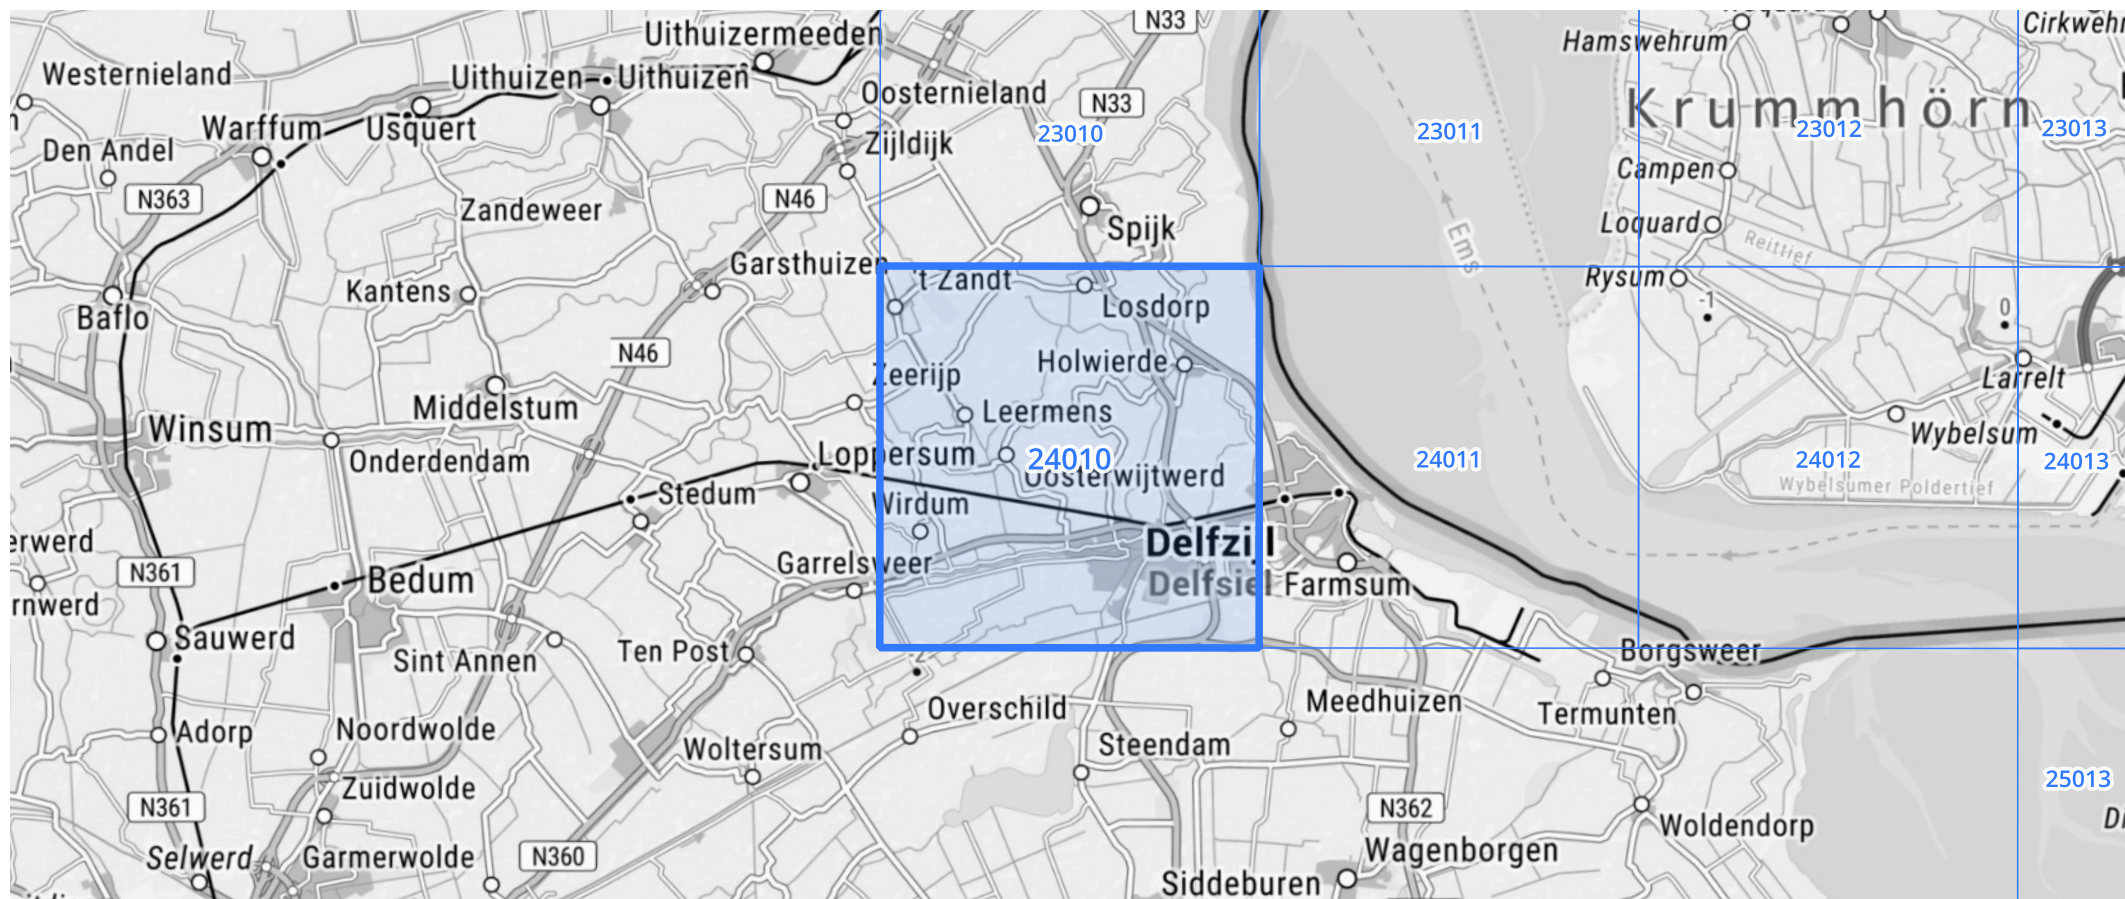 Uithuizermeeden
N33
Hamswehrum
Westernieland
Uithuizen
Uithuizen
Oosternieland
N33
Krummhörn
Warffum
Usquert
23010
23011
23012
23013
Den Andel
Zijldijk
Campen
N363
N46
Zandeweer
Spijk
Loquard
Reittief
Ems
Garsthuizen
't Zandt
Rysum
Kantens
-1
0
Baflo
Losdorp
N46
Holwierde
Zeerijp
Larrelt
Middelstum
Leermens
Winsum
Wybelsum
Onderdendam
Loppersum
24010
24011
24012
24013
Stedum
Oosterwijtwerd
Wybelsumer Poldertief
Wirdum
Delfzijl
Garrelsweer
N361
Bedum
Delfsiel
Farmsum
Sauwerd
Sint Annen
Ten Post
Borgsweer
Overschild
Meedhuizen
Termunten
Adorp
Noordwolde
Woltersum
Steendam
25013
Zuidwolde
N361
N362
Woldendorp
Selwerd
Garmerwolde
N360
Wagenborgen
Siddeburen